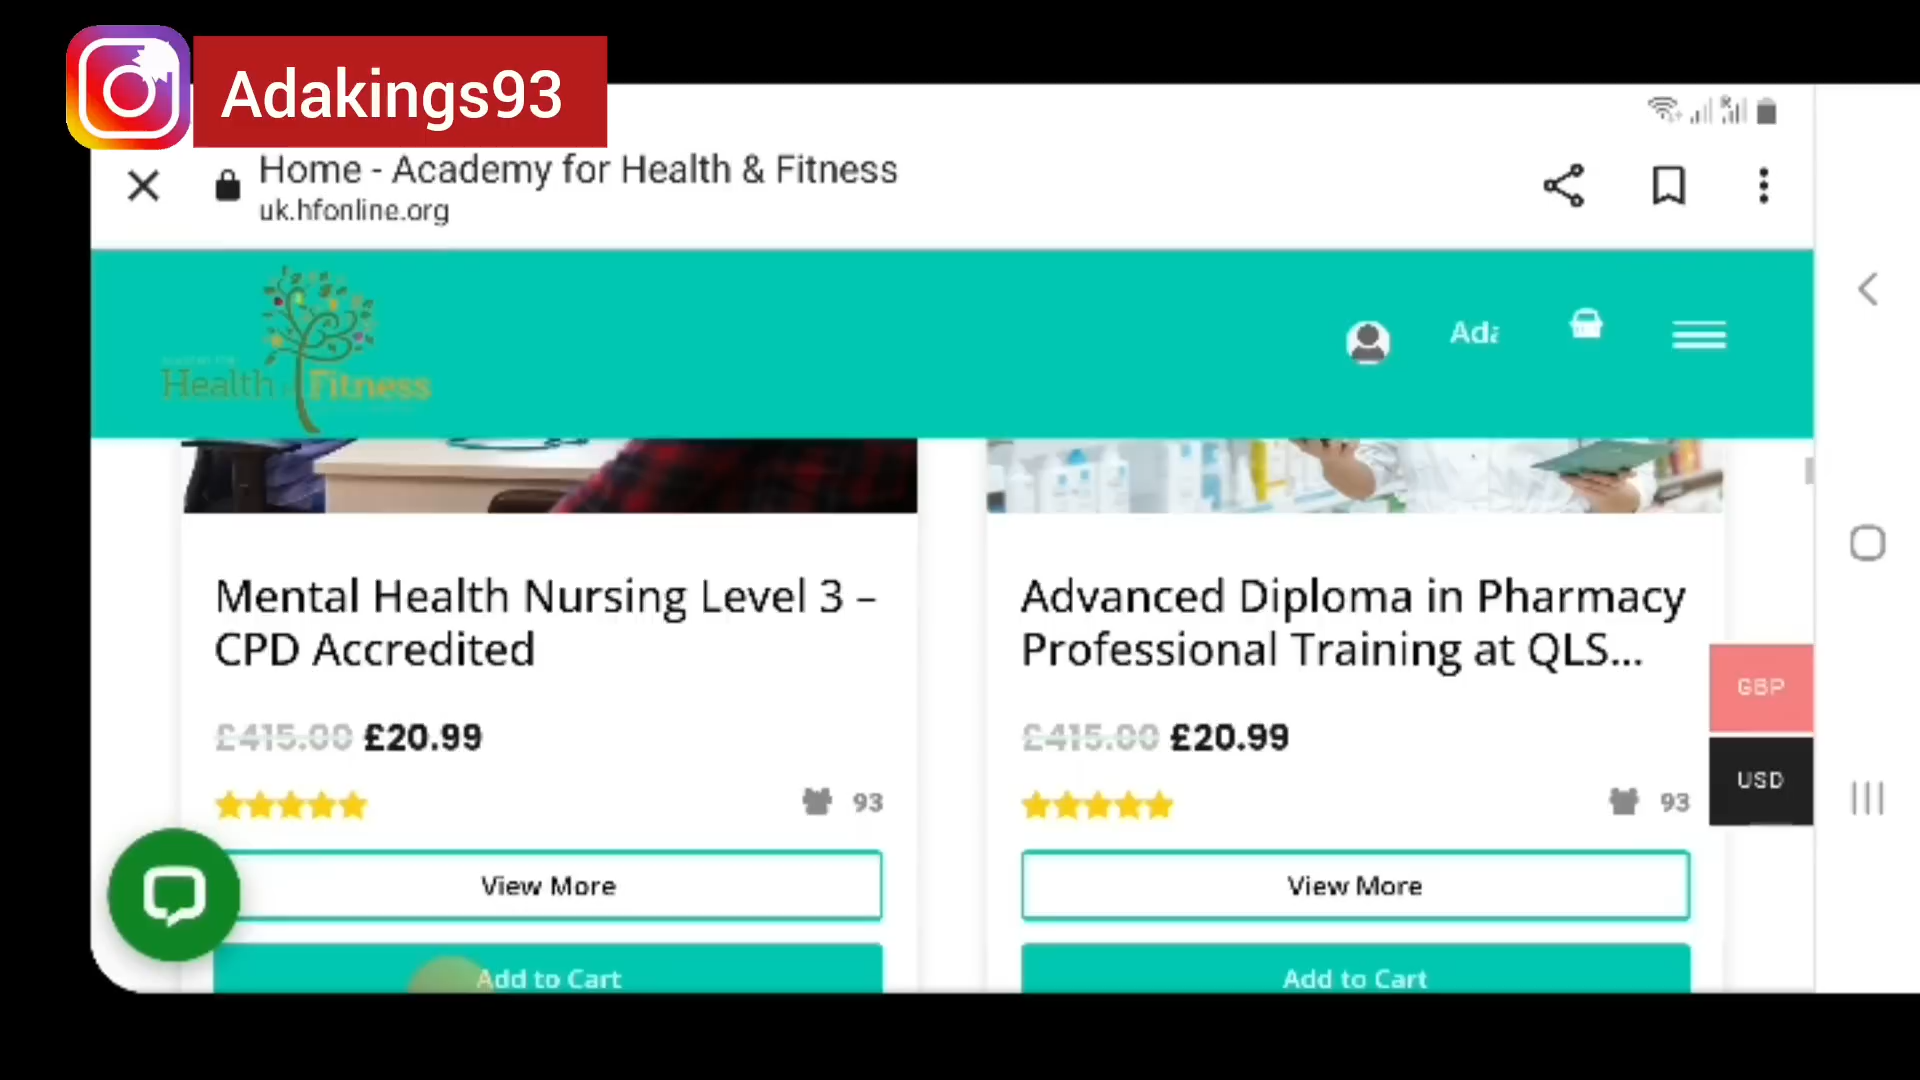 Adakings93
Home - Academy for Health & Fitness
uk.hfonline.org
Health Fitness
Ada
Mental Health Nursing Level 3 –
CPD Accredited
£415.00 £20.99
93
View More
Add to Cart
Advanced Diploma in Pharmacy
Professional Training at QLS...
£415.00 £20.99
93
View More
Add to Cart
GBP
USD